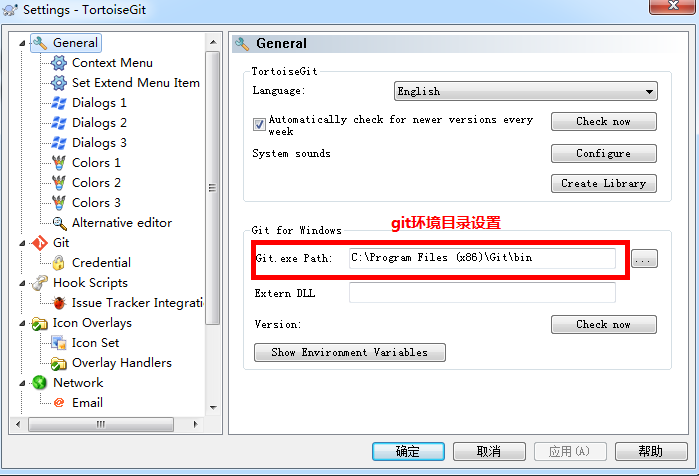 Settings - TortoiseGit
General
Context Menu
Set Extend Menu Item
Dialogs 1
Dialogs 2
Dialogs 3
Colors 1
Colors 2
Colors 3
Alternative editor
Git
Credential
Hook Scripts
Issue Tracker Integrati
Icon Overlays
Icon Set
Overlay Handlers
Network
Email
General
TortoiseGit
Language:
English
Automatically check for newer versions every
week
Check now
System sounds
Configure
Create Library
git环境目录设置
Git for Windows
Git.exe Path:
C:\Program Files (x86)\Git\bin
...
Extern DLL
Version:
Check now
Show Environment Variables
确定
取消
应用(A)
帮助